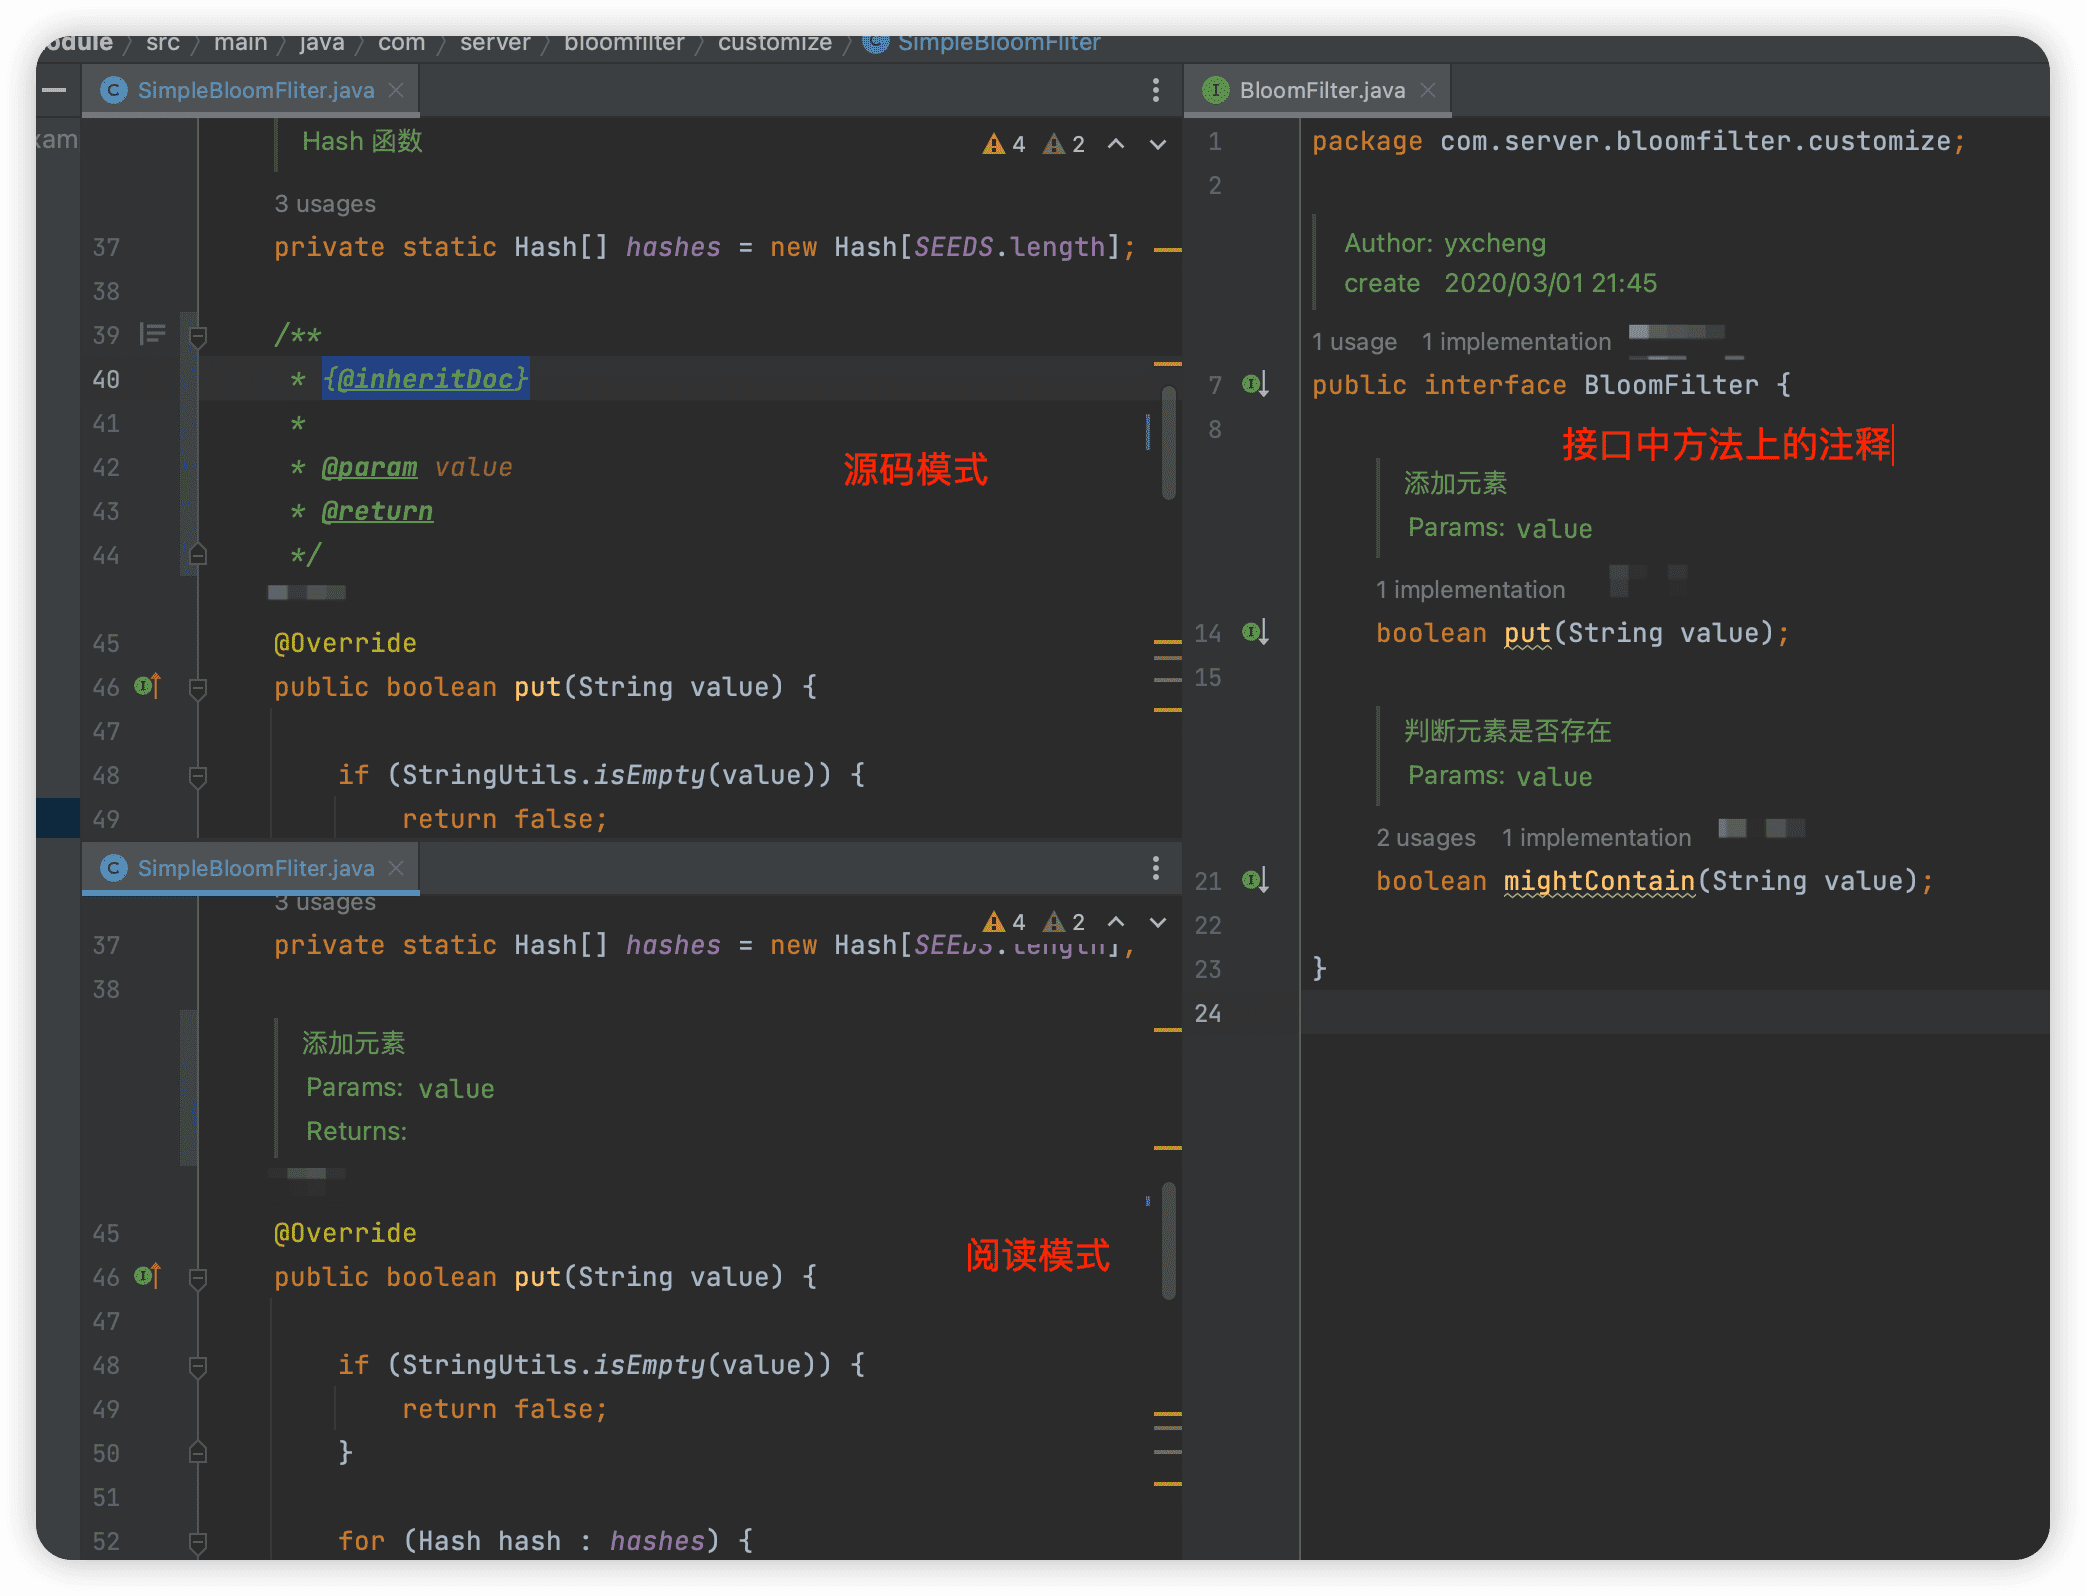 odule 〉 src 〉 main 〉 java 〉 com 〉 server 〉 bloomfilter 〉 customize 〉 SimpleBloomFliter
SimpleBloomFliter.java
xam
Hash 函数
4 2
3 usages
37 private static Hash[] hashes = new Hash[SEEDS.length];
38
39 /**
40 * {@inheritDoc}
41 *
42 * @param value
43 * @return
44 */
源码模式
45 @Override
46 public boolean put(String value) {
47
48 if (StringUtils.isEmpty(value)) {
49 return false;
SimpleBloomFliter.java
3 usages
4 2
37 private static Hash[] hashes = new Hash[SEEDS.length];
38
添加元素
Params: value
Returns:
45 @Override
46 public boolean put(String value) {
阅读模式
47
48 if (StringUtils.isEmpty(value)) {
49 return false;
50 }
51
52 for (Hash hash : hashes) {
BloomFilter.java
1 package com.server.bloomfilter.customize;
2
Author: yxcheng
create 2020/03/01 21:45
1 usage 1 implementation
7 public interface BloomFilter {
8
接口中方法上的注释
添加元素
Params: value
1 implementation
14 boolean put(String value);
15
判断元素是否存在
Params: value
2 usages 1 implementation
21 boolean mightContain(String value);
22
23 }
24